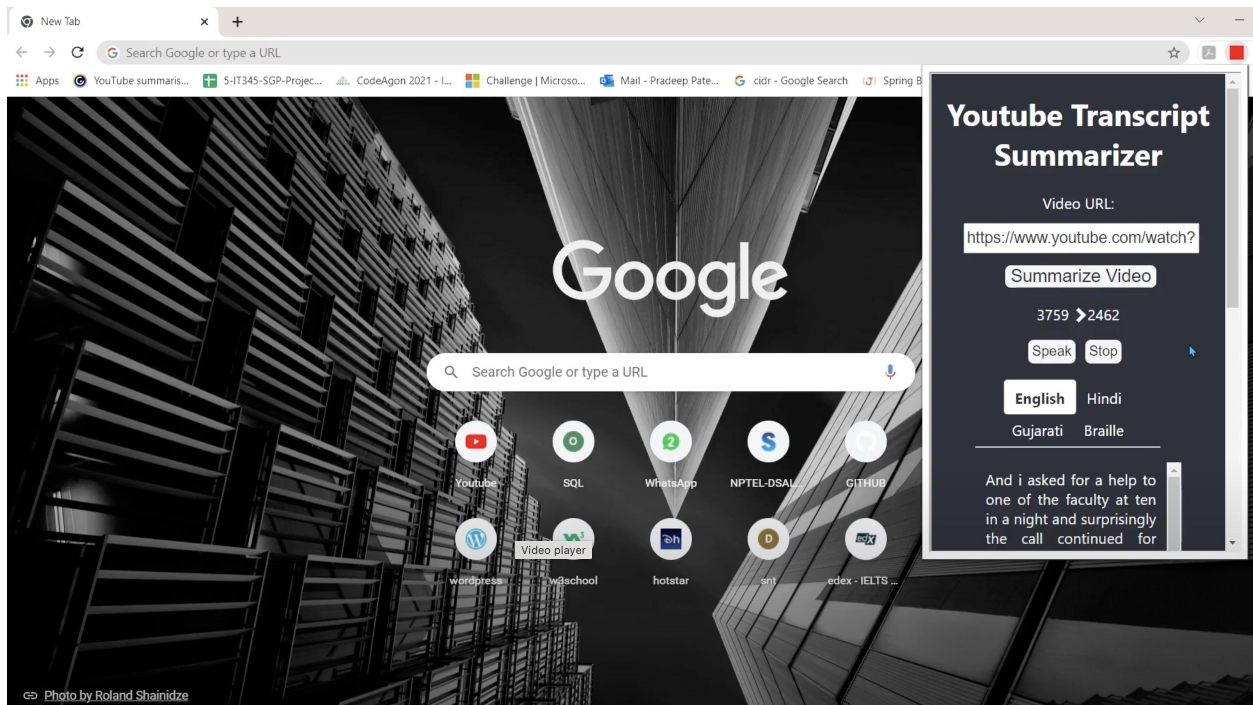 New Tab
Search Google or type a URL
Apps YouTube summaris... 5-IT345-SGP-Projec... CodeAgon 2021 - I... Challenge | Microso... Mail - Pradeep Pate... cidr - Google Search Spring B
Youtube Transcript
Summarizer
Video URL:
https://www.youtube.com/watch?
Summarize Video
3759 2462
Speak Stop
English Hindi
Gujarati Braille
And i asked for a help to
one of the faculty at ten
in a night and surprisingly
the call continued for
Google
Search Google or type a URL
Youtube SQL WhatsApp NPTEL-DSAL... GITHUB
Video player
wordpress w3school hotstar snt edex - IELTS ...
Photo by Roland Shainidze